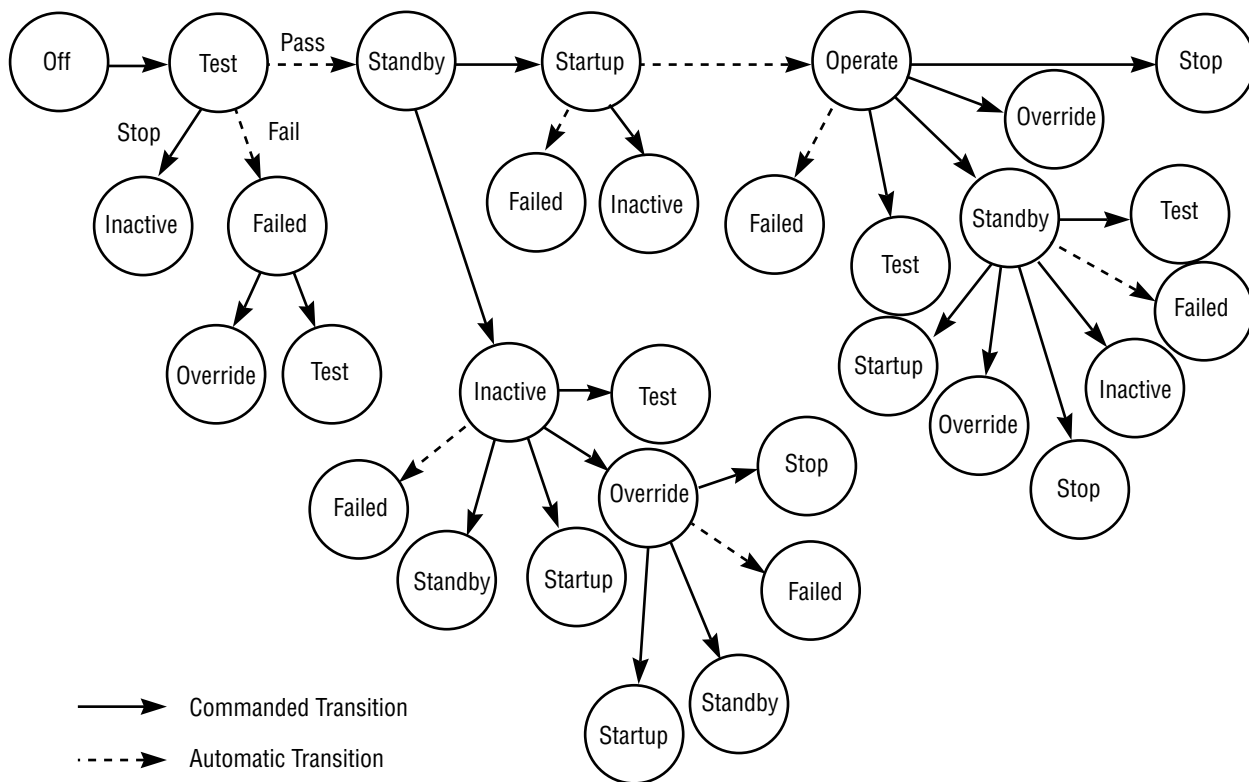 Off
Test
Pass
Standby
Startup
Operate
Stop
Override
Stop
Fail
Inactive
Failed
Failed
Inactive
Failed
Test
Standby
Test
Failed
Override
Test
Startup
Override
Stop
Inactive
Inactive
Test
Failed
Standby
Startup
Override
Stop
Failed
Startup
Standby
Commanded Transition
Automatic Transition